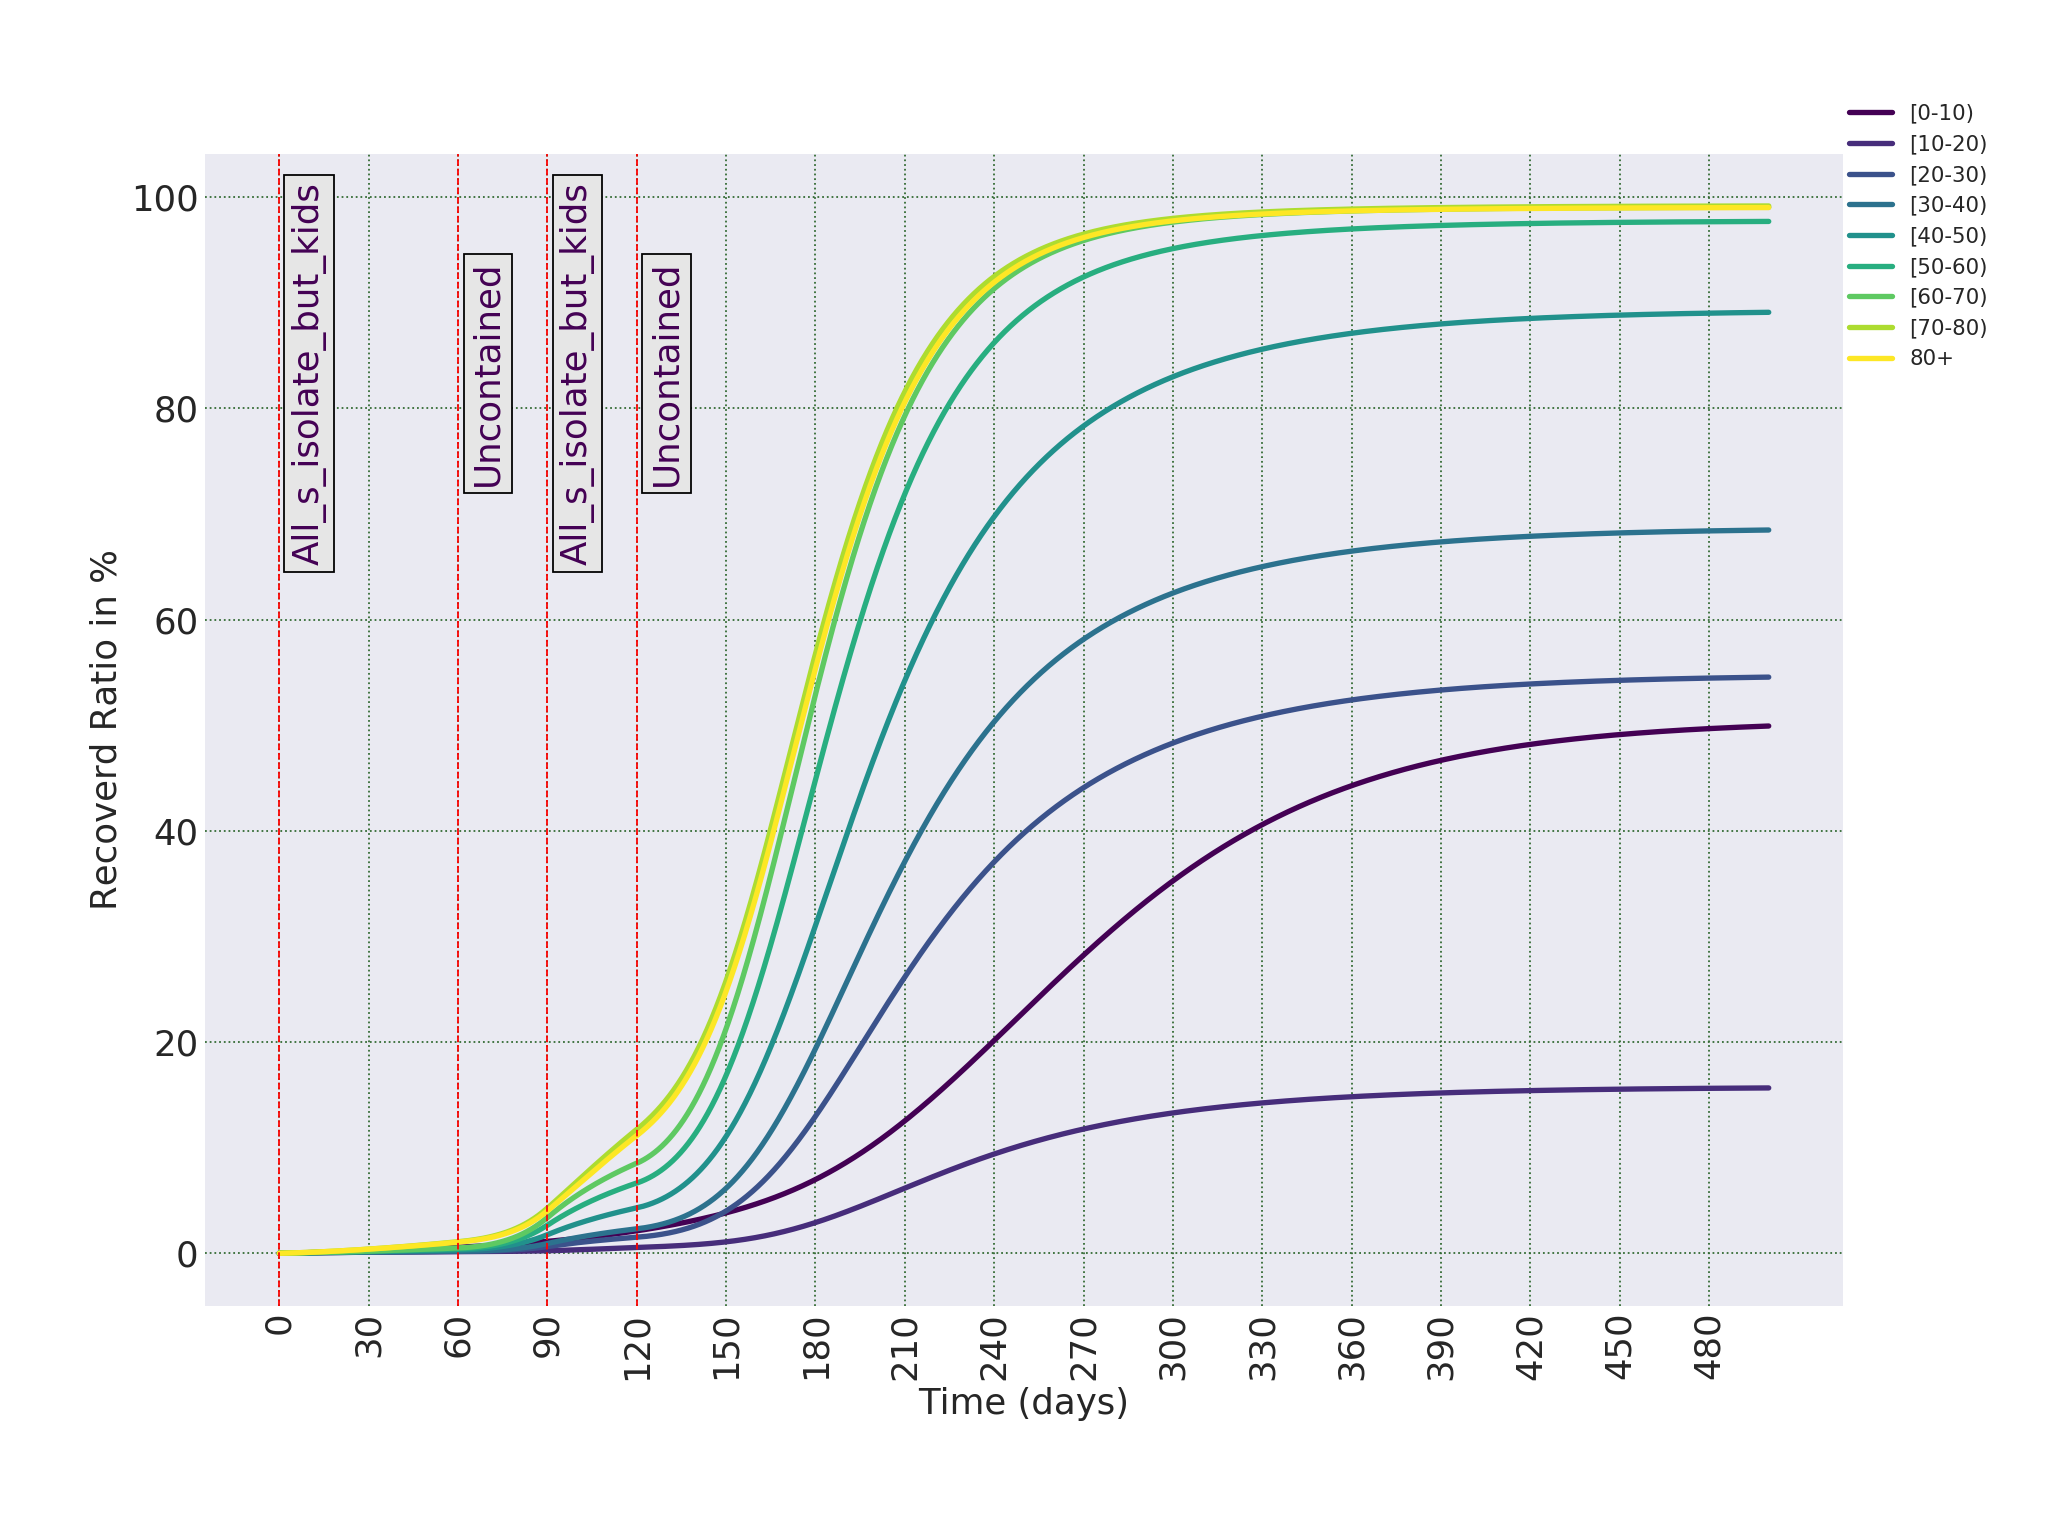 [0-10)
[10-20)
[20-30)
[30-40)
[40-50)
[50-60)
[60-70)
[70-80)
80+
100
80
60
40
20
0
Recoverd Ratio in %
All_s_isolate_but_kids
Uncontained
All_s_isolate_but_kids
Uncontained
0 30 60 90 120 150 180 210 240 270 300 330 360 390 420 450 480
Time (days)